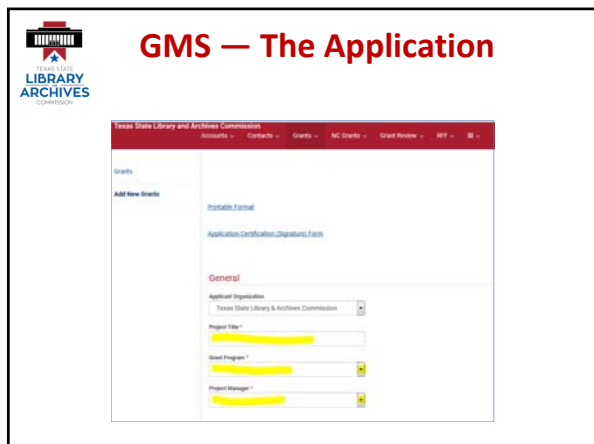 GMS — The Application
TEXAS STATE
LIBRARY
AND
ARCHIVES
COMMISSION
Texas State Library and Archives Commission
Accounts Contacts Grants NC Grants Grant Review RFF
Grants
Add New Grants
Printable Format
Application Certification (Signature) Form
General
Applicant Organization
Texas State Library & Archives Commission
Project Title *
Grant Program *
Project Manager *